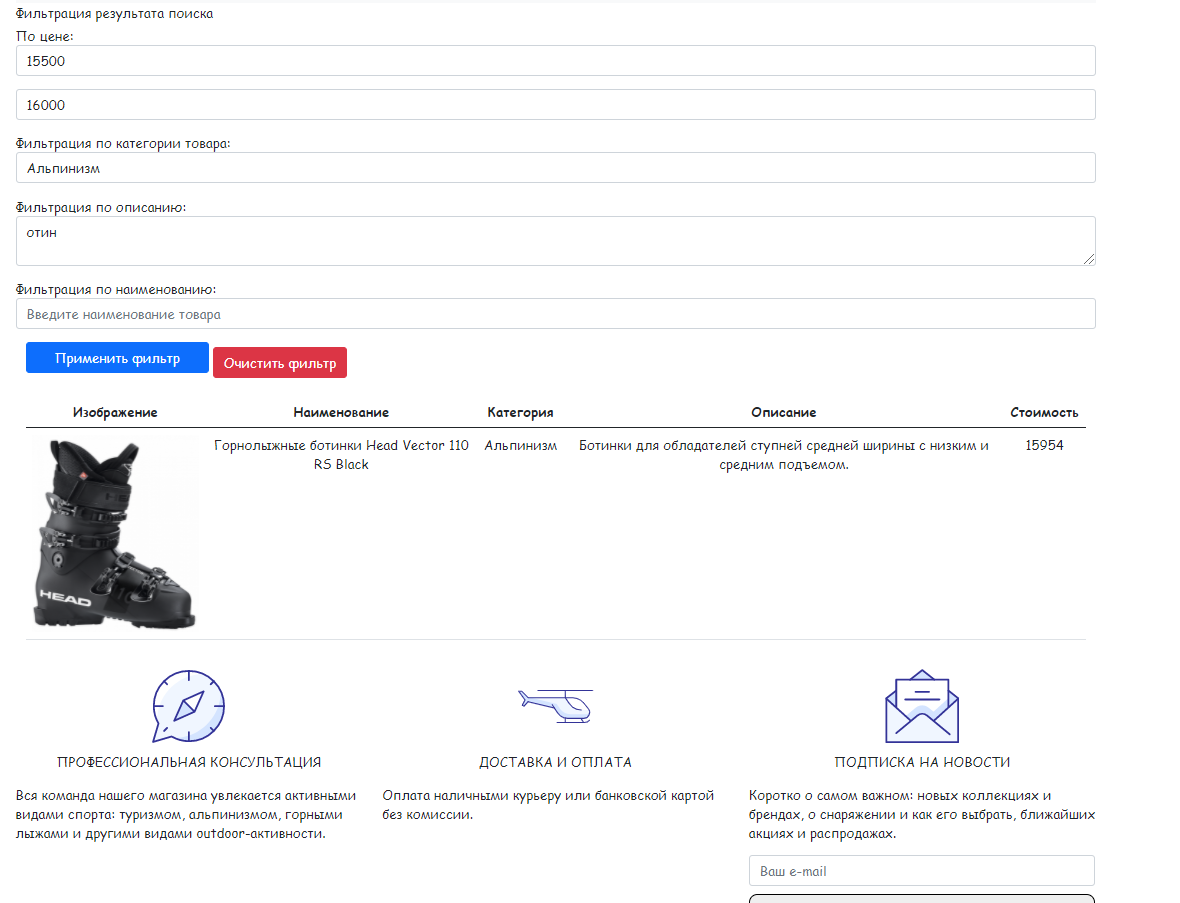 Фильтрация результата поиска
По цене:
15500
16000
Фильтрация по категории товара:
Альпинизм
Фильтрация по описанию:
отин
Фильтрация по наименованию:
Введите наименование товара
Применить фильтр
Очистить фильтр
Изображение Наименование Категория Описание Стоимость
Горнолыжные ботинки Head Vector 110 Альпинизм Ботинки для обладателей ступней средней ширины с низким и 15954
RS Black средним подъемом.
HEAD
HEAD
ПРОФЕССИОНАЛЬНАЯ КОНСУЛЬТАЦИЯ
Вся команда нашего магазина увлекается активными
видами спорта: туризмом, альпинизмом, горными
лыжами и другими видами outdoor-активности.
ДОСТАВКА И ОПЛАТА
Оплата наличными курьеру или банковской картой
без комиссии.
ПОДПИСКА НА НОВОСТИ
Коротко о самом важном: новых коллекциях и
брендах, о снаряжении и как его выбрать, ближайших
акциях и распродажах.
Ваш e-mail